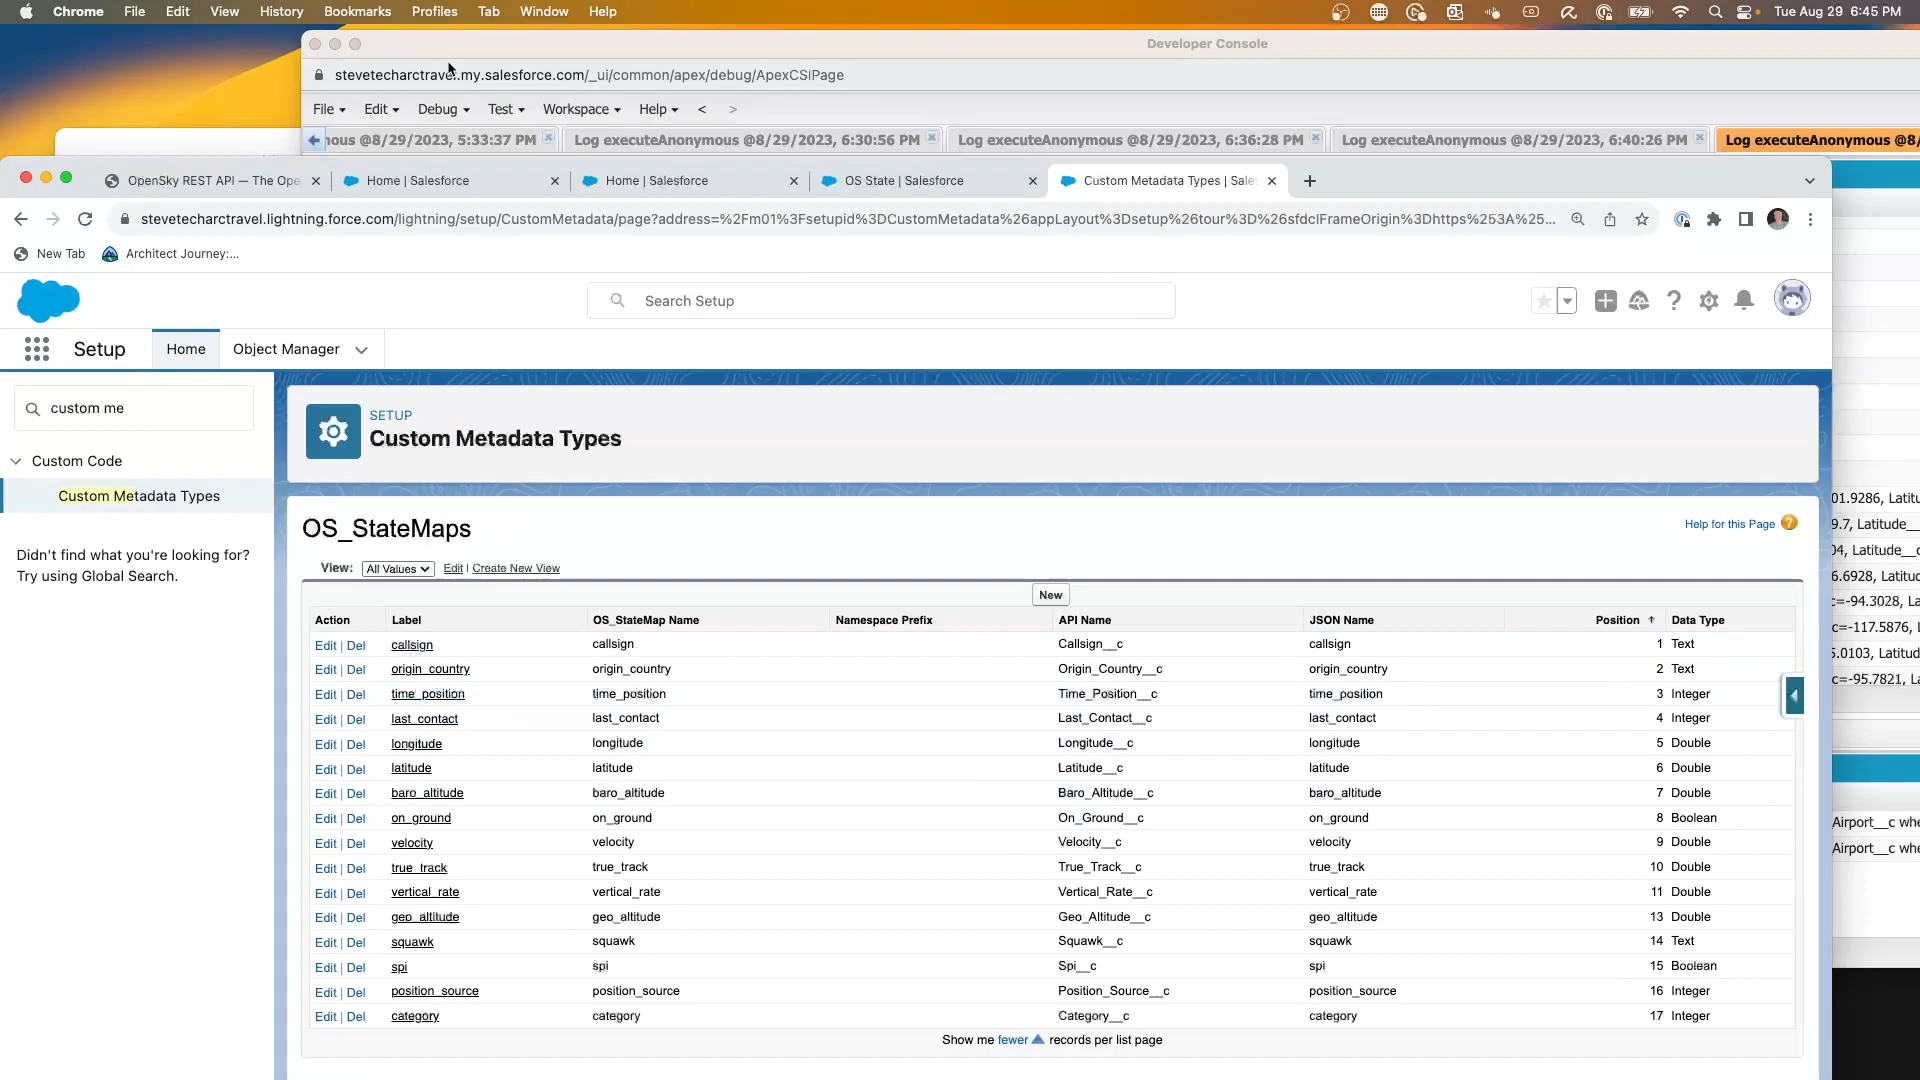 Chrome File Edit View History Bookmarks Profiles Tab Window Help Tue Aug 29 6:45 PM
Developer Console
stevetecharctravel.my.salesforce.com/_ui/common/apex/debug/ApexCSIPage
File Edit Debug Test Workspace Help < >
nous @8/29/2023, 5:33:37 PM Log executeAnonymous @8/29/2023, 6:30:56 PM Log executeAnonymous @8/29/2023, 6:36:28 PM Log executeAnonymous @8/29/2023, 6:40:26 PM Log executeAnonymous @8/
OpenSky REST API — The Ope Home | Salesforce Home | Salesforce OS State | Salesforce Custom Metadata Types | Sales
stevetecharctravel.lightning.force.com/lightning/setup/CustomMetadata/page?address=%2Fm01%3Fsetupid%3DCustomMetadata%26appLayout%3Dsetup%26tour%3D%26sfdcIFrameOrigin%3Dhttps%253A%25...
New Tab Architect Journey:...
Search Setup
Setup Home Object Manager
custom me
Custom Code
Custom Metadata Types
Didn't find what you're looking for?
Try using Global Search.
SETUP
Custom Metadata Types
OS_StateMaps
Help for this Page
View: All Values Edit | Create New View
New
Action Label OS_StateMap Name Namespace Prefix API Name JSON Name Position Data Type
Edit | Del callsign callsign Callsign__c callsign 1 Text
Edit | Del origin_country origin_country Origin_Country__c origin_country 2 Text
Edit | Del time_position time_position Time_Position__c time_position 3 Integer
Edit | Del last_contact last_contact Last_Contact__c last_contact 4 Integer
Edit | Del longitude longitude Longitude__c longitude 5 Double
Edit | Del latitude latitude Latitude__c latitude 6 Double
Edit | Del baro_altitude baro_altitude Baro_Altitude__c baro_altitude 7 Double
Edit | Del on_ground on_ground On_Ground__c on_ground 8 Boolean
Edit | Del velocity velocity Velocity__c velocity 9 Double
Edit | Del true_track true_track True_Track__c true_track 10 Double
Edit | Del vertical_rate vertical_rate Vertical_Rate__c vertical_rate 11 Double
Edit | Del geo_altitude geo_altitude Geo_Altitude__c geo_altitude 13 Double
Edit | Del squawk squawk Squawk__c squawk 14 Text
Edit | Del spi spi Spi__c spi 15 Boolean
Edit | Del position_source position_source Position_Source__c position_source 16 Integer
Edit | Del category category Category__c category 17 Integer
Show me fewer records per list page
01.9286, Latitu
9.7, Latitude__
04, Latitude__c
6.6928, Latitud
c=-94.3028, La
c=-117.5876, L
5.0103, Latitud
c=-95.7821, La
Airport__c whe
Airport__c whe